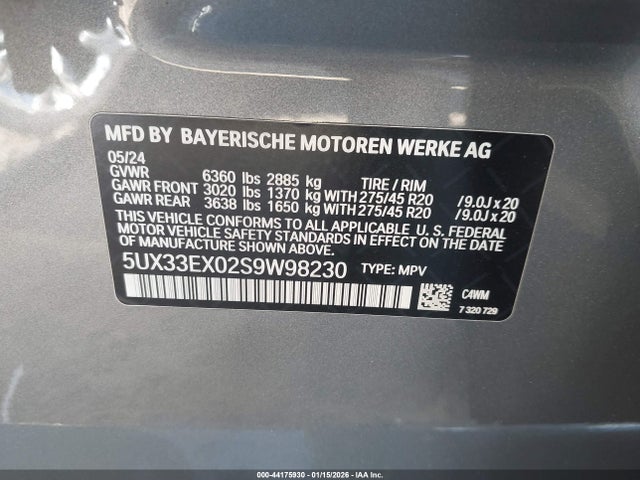 MFD BY BAYERISCHE MOTOREN WERKE AG
05/24
GVWR 6360 lbs 2885 kg TIRE / RIM
GAWR FRONT 3020 lbs 1370 kg WITH 275/45 R20 /9.0J x 20
GAWR REAR 3638 lbs 1650 kg WITH 275/45 R20 /9.0J x 20
THIS VEHICLE CONFORMS TO ALL APPLICABLE U. S. FEDERAL
MOTOR VEHICLE SAFETY STANDARDS IN EFFECT ON THE
DATE OF MANUFACTURE SHOWN ABOVE.
5UX33EX02S9W98230 TYPE: MPV
C4WM
7 320 729
000-44175930 - 01/15/2026 - IAA Inc.